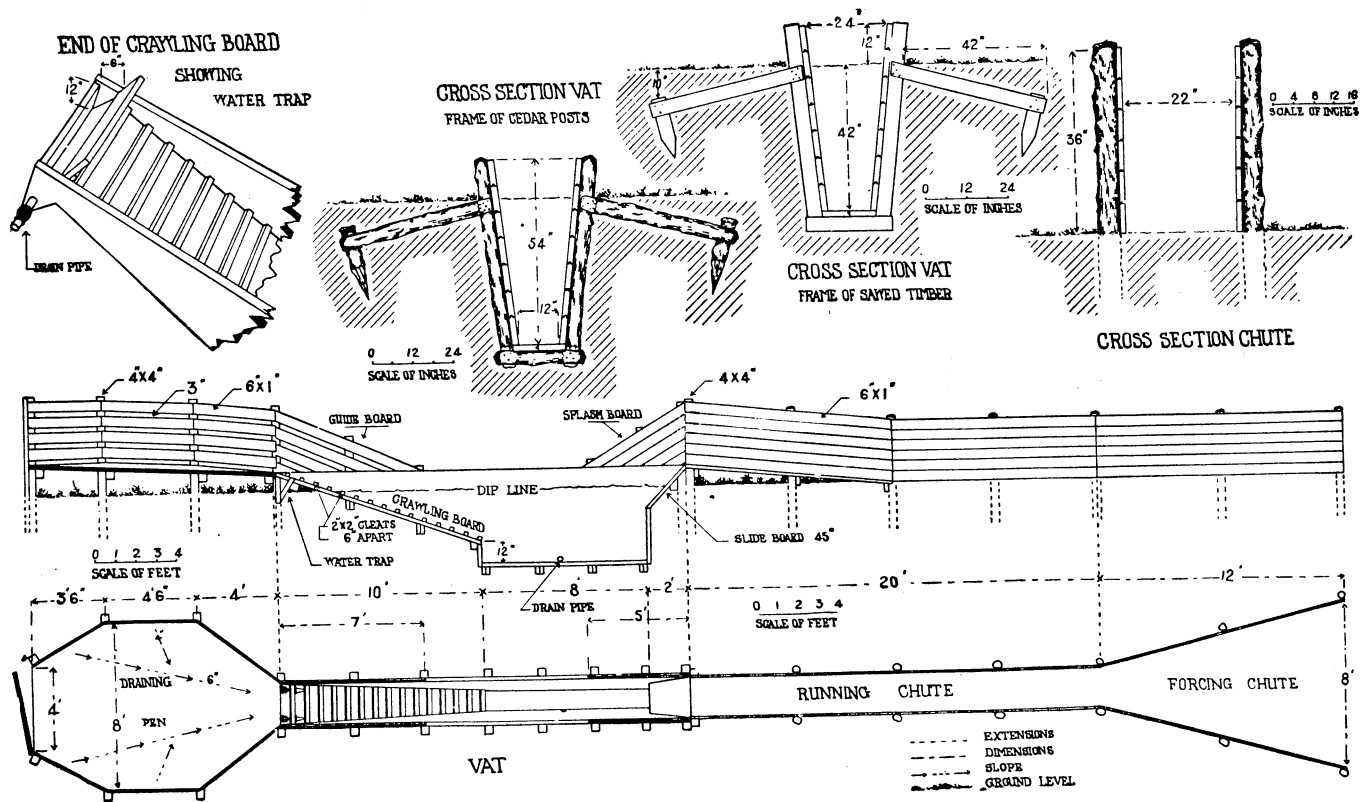 END OF CRAWLING BOARD
SHOWING
WATER TRAP
6"
12"
DRAIN PIPE
CROSS SECTION VAT
FRAME OF CEDAR POSTS
54"
12"
0 12 24
SCALE OF INCHES
24"
12"
42"
10"
42"
0 12 24
SCALE OF INCHES
CROSS SECTION VAT
FRAME OF SAWED TIMBER
36"
22"
0 4 8 12 16
SCALE OF INCHES
CROSS SECTION CHUTE
4"X4"
3"
6"X1"
GUIDE BOARD
SPLASH BOARD
4"X4"
6"X1"
DIP LINE
CRAWLING BOARD
2"X2" CLEATS
6" APART
WATER TRAP
12"
SLIDE BOARD 45°
DRAIN PIPE
0 1 2 3 4
SCALE OF FEET
3'6" 4'6" 4' 10' 8' 2' 20' 12'
0 1 2 3 4
SCALE OF FEET
7'
5'
DRAINING
6"
PEN
4'
8'
RUNNING CHUTE
FORCING CHUTE
8'
VAT
EXTENSIONS
DIMENSIONS
SLOPE
GROUND LEVEL